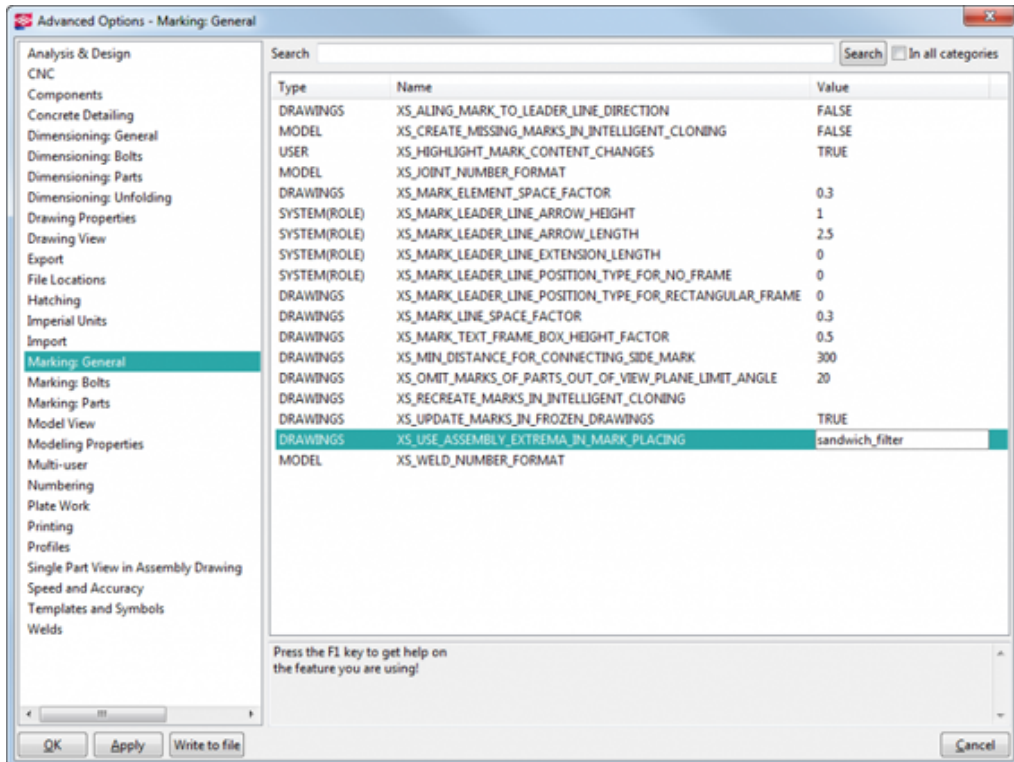 Advanced Options - Marking: General
Analysis & Design
CNC
Components
Concrete Detailing
Dimensioning: General
Dimensioning: Bolts
Dimensioning: Parts
Dimensioning: Unfolding
Drawing Properties
Drawing View
Export
File Locations
Hatching
Imperial Units
Import
Marking: General
Marking: Bolts
Marking: Parts
Model View
Modeling Properties
Multi-user
Numbering
Plate Work
Printing
Profiles
Single Part View in Assembly Drawing
Speed and Accuracy
Templates and Symbols
Welds
Search Search In all categories
Type Name Value
DRAWINGS XS_ALING_MARK_TO_LEADER_LINE_DIRECTION FALSE
MODEL XS_CREATE_MISSING_MARKS_IN_INTELLIGENT_CLONING FALSE
USER XS_HIGHLIGHT_MARK_CONTENT_CHANGES TRUE
MODEL XS_JOINT_NUMBER_FORMAT
DRAWINGS XS_MARK_ELEMENT_SPACE_FACTOR 0.3
SYSTEM(ROLE) XS_MARK_LEADER_LINE_ARROW_HEIGHT 1
SYSTEM(ROLE) XS_MARK_LEADER_LINE_ARROW_LENGTH 2.5
SYSTEM(ROLE) XS_MARK_LEADER_LINE_EXTENSION_LENGTH 0
SYSTEM(ROLE) XS_MARK_LEADER_LINE_POSITION_TYPE_FOR_NO_FRAME 0
DRAWINGS XS_MARK_LEADER_LINE_POSITION_TYPE_FOR_RECTANGULAR_FRAME 0
DRAWINGS XS_MARK_LINE_SPACE_FACTOR 0.3
DRAWINGS XS_MARK_TEXT_FRAME_BOX_HEIGHT_FACTOR 0.5
DRAWINGS XS_MIN_DISTANCE_FOR_CONNECTING_SIDE_MARK 300
DRAWINGS XS_OMIT_MARKS_OF_PARTS_OUT_OF_VIEW_PLANE_LIMIT_ANGLE 20
DRAWINGS XS_RECREATE_MARKS_IN_INTELLIGENT_CLONING
DRAWINGS XS_UPDATE_MARKS_IN_FROZEN_DRAWINGS TRUE
DRAWINGS XS_USE_ASSEMBLY_EXTREMA_IN_MARK_PLACING sandwich_filter
MODEL XS_WELD_NUMBER_FORMAT
Press the F1 key to get help on
the feature you are using!
OK Apply Write to file Cancel